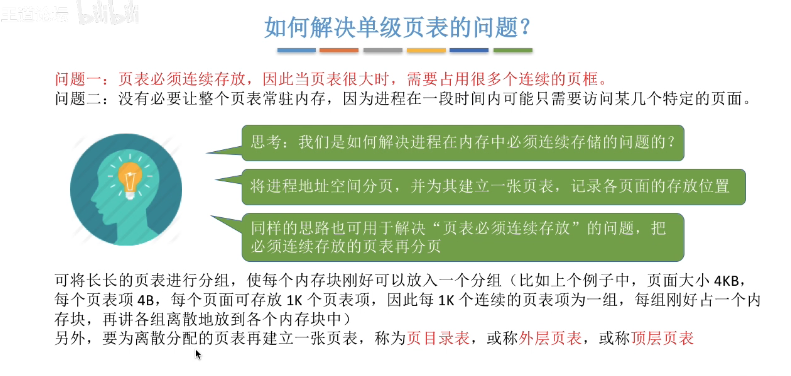 bilibili
如何解决单级页表的问题？
问题一：页表必须连续存放，因此当页表很大时，需要占用很多个连续的页框。
问题二：没有必要让整个页表常驻内存，因为进程在一段时间内可能只需要访问某几个特定的页面。
思考：我们是如何解决进程在内存中必须连续存储的问题的？
将进程地址空间分页，并为其建立一张页表，记录各页面的存放位置
同样的思路也可用于解决“页表必须连续存放”的问题，把
必须连续存放的页表再分页
可将长长的页表进行分组，使每个内存块刚好可以放入一个分组（比如上个例子中，页面大小 4KB，
每个页表项 4B，每个页面可存放 1K 个页表项，因此每 1K 个连续的页表项为一组，每组刚好占一个内
存块，再讲各组离散地放到各个内存块中）
另外，要为离散分配的页表再建立一张页表，称为页目录表，或称外层页表，或称顶层页表